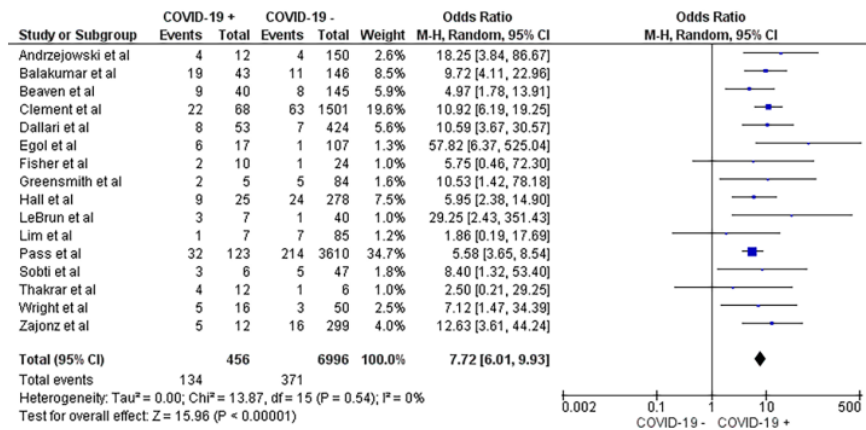 COVID-19 + COVID-19 - Odds Ratio Odds Ratio
Study or Subgroup Events Total Events Total Weight M-H, Random, 95% CI M-H, Random, 95% CI
Andrzejowski et al 4 12 4 150 2.6% 18.25 [3.84, 86.67]
Balakumar et al 19 43 11 146 8.5% 9.72 [4.11, 22.96]
Beaven et al 9 40 8 145 5.9% 4.97 [1.78, 13.91]
Clement et al 22 68 63 1501 19.6% 10.92 [6.19, 19.25]
Dallari et al 8 53 7 424 5.6% 10.59 [3.67, 30.57]
Egol et al 6 17 1 107 1.3% 57.82 [6.37, 525.04]
Fisher et al 2 10 1 24 1.0% 5.75 [0.46, 72.30]
Greensmith et al 2 5 5 84 1.6% 10.53 [1.42, 78.18]
Hall et al 9 25 24 278 7.5% 5.95 [2.38, 14.90]
LeBrun et al 3 7 1 40 1.0% 29.25 [2.43, 351.43]
Lim et al 1 7 7 85 1.2% 1.86 [0.19, 17.69]
Pass et al 32 123 214 3610 34.7% 5.58 [3.65, 8.54]
Sobti et al 3 6 5 47 1.8% 8.40 [1.32, 53.40]
Thakrar et al 4 12 1 6 1.0% 2.50 [0.21, 29.25]
Wright et al 5 16 3 50 2.5% 7.12 [1.47, 34.39]
Zajonz et al 5 12 16 299 4.0% 12.63 [3.61, 44.24]
Total (95% CI) 456 6996 100.0% 7.72 [6.01, 9.93]
Total events 134 371
Heterogeneity: Tau² = 0.00; Chi² = 13.87, df = 15 (P = 0.54); I² = 0%
Test for overall effect: Z = 15.96 (P < 0.00001)
0.002 0.1 1 10 500
COVID-19 - COVID-19 +